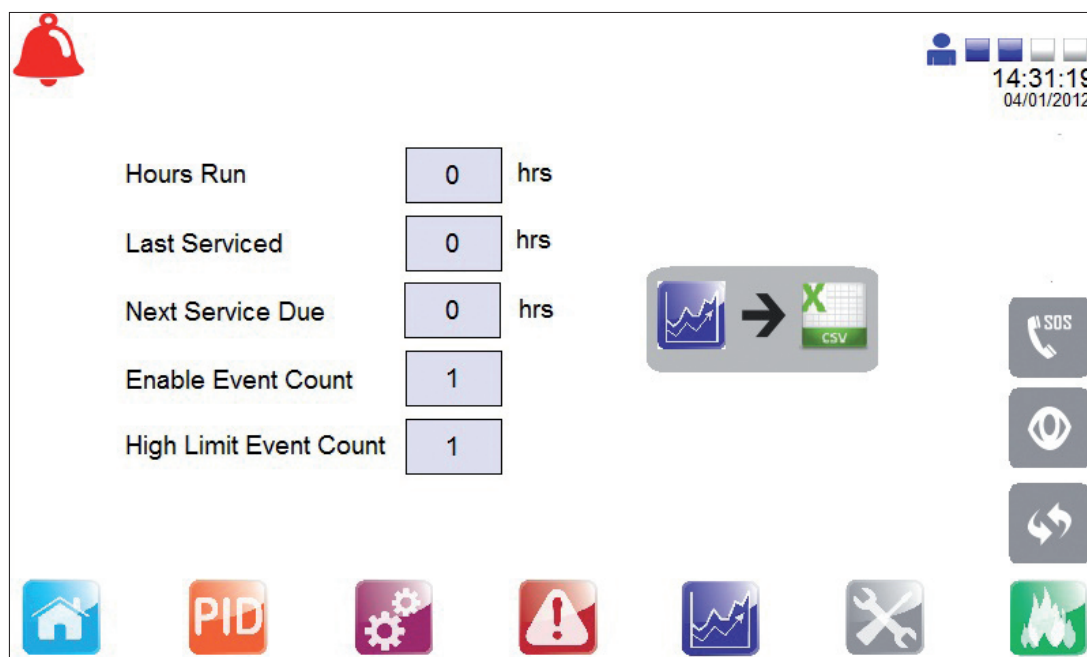 14:31:19
04/01/2012
Hours Run 0 hrs
Last Serviced 0 hrs
Next Service Due 0 hrs
Enable Event Count 1
High Limit Event Count 1
X
CSV
SOS
PID